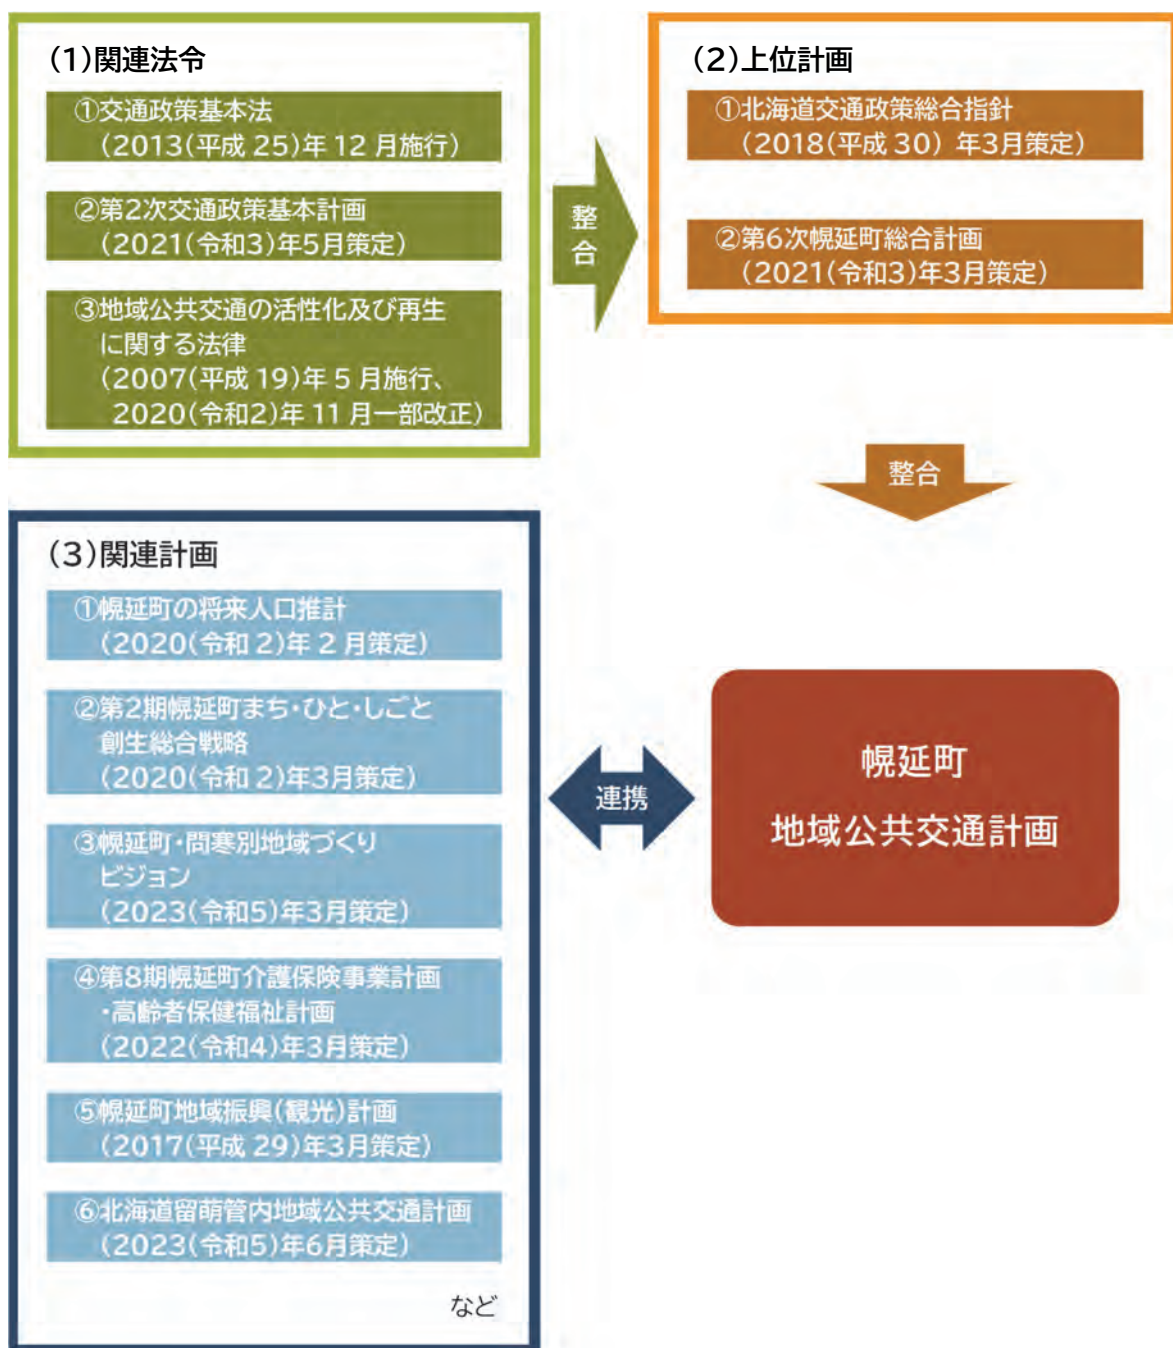 (1)関連法令
①交通政策基本法
(2013(平成 25)年 12 月施行)
②第2次交通政策基本計画
(2021(令和3)年5月策定)
③地域公共交通の活性化及び再生
に関する法律
(2007(平成 19)年 5 月施行、
2020(令和2)年 11 月一部改正)
整
合
(2)上位計画
①北海道交通政策総合指針
(2018(平成 30) 年3月策定)
②第6次幌延町総合計画
(2021(令和3)年3月策定)
整合
(3)関連計画
①幌延町の将来人口推計
(2020(令和 2)年 2 月策定)
②第2期幌延町まち・ひと・しごと
創生総合戦略
(2020(令和 2)年3月策定)
③幌延町・問寒別地域づくり
ビジョン
(2023(令和5)年3月策定)
④第8期幌延町介護保険事業計画
・高齢者保健福祉計画
(2022(令和4)年3月策定)
⑤幌延町地域振興(観光)計画
(2017(平成 29)年3月策定)
⑥北海道留萌管内地域公共交通計画
(2023(令和5)年6月策定)
など
連携
幌延町
地域公共交通計画